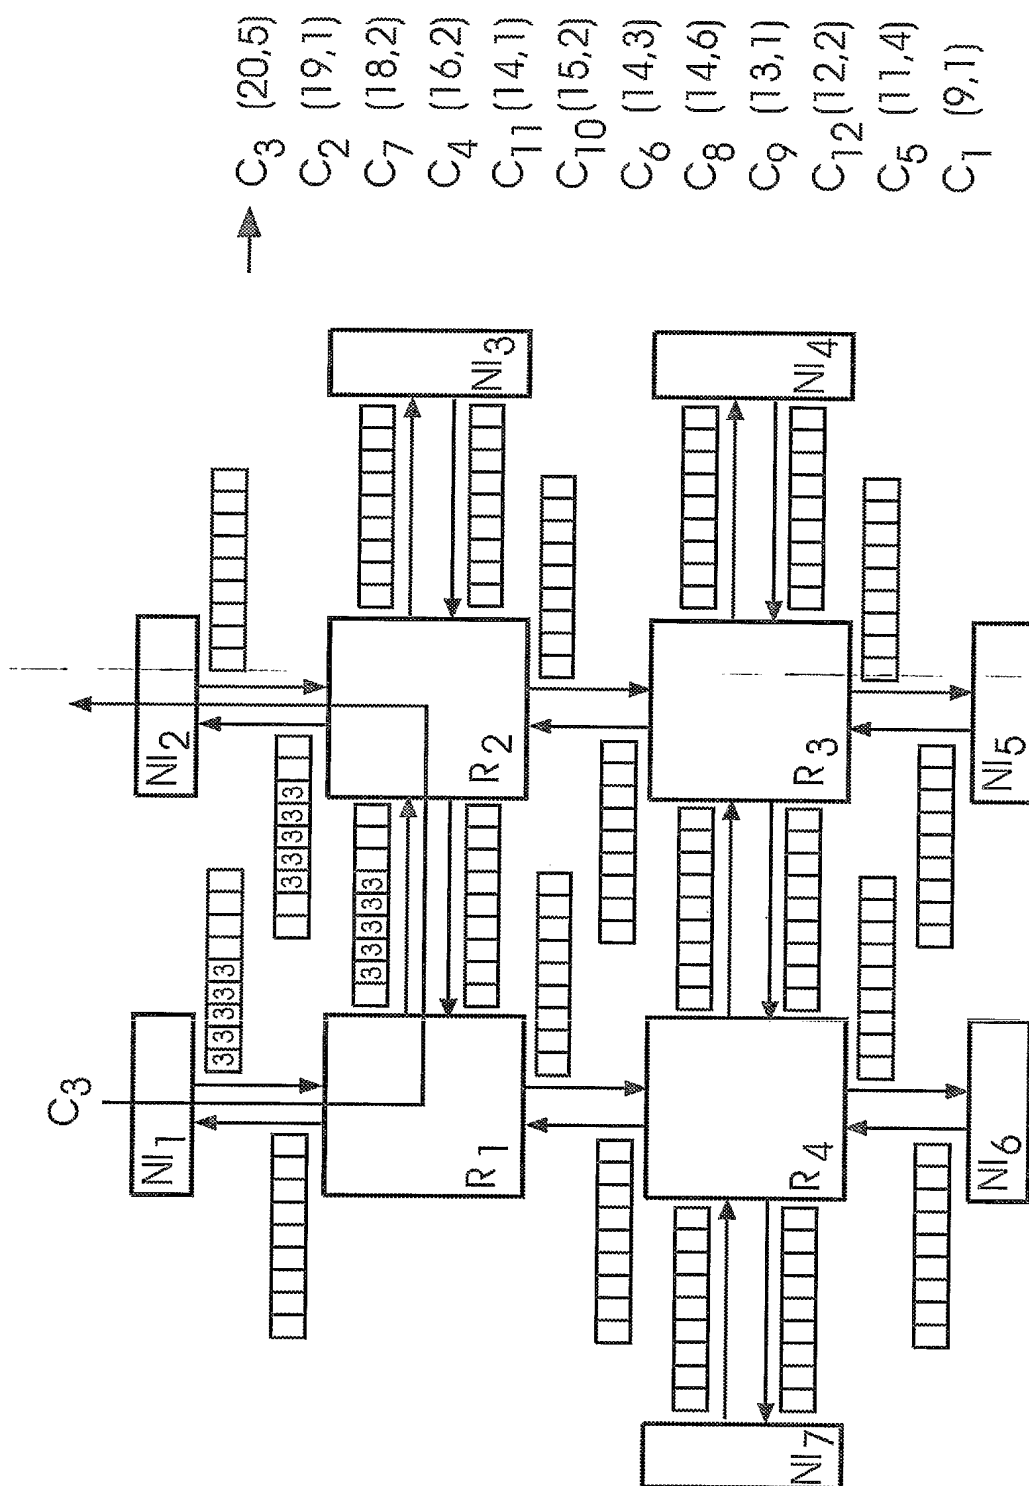 C₃
NI₁
NI₂
3 3 3 3 3
3 3 3 3 3
3 3 3 3 3
R₁
R₂
NI₃
NI₇
R₄
R₃
NI₄
NI₆
NI₅
C₃ (20,5)
C₂ (19,1)
C₇ (18,2)
C₄ (16,2)
C₁₁ (14,1)
C₁₀ (15,2)
C₆ (14,3)
C₈ (14,6)
C₉ (13,1)
C₁₂ (12,2)
C₅ (11,4)
C₁ (9,1)